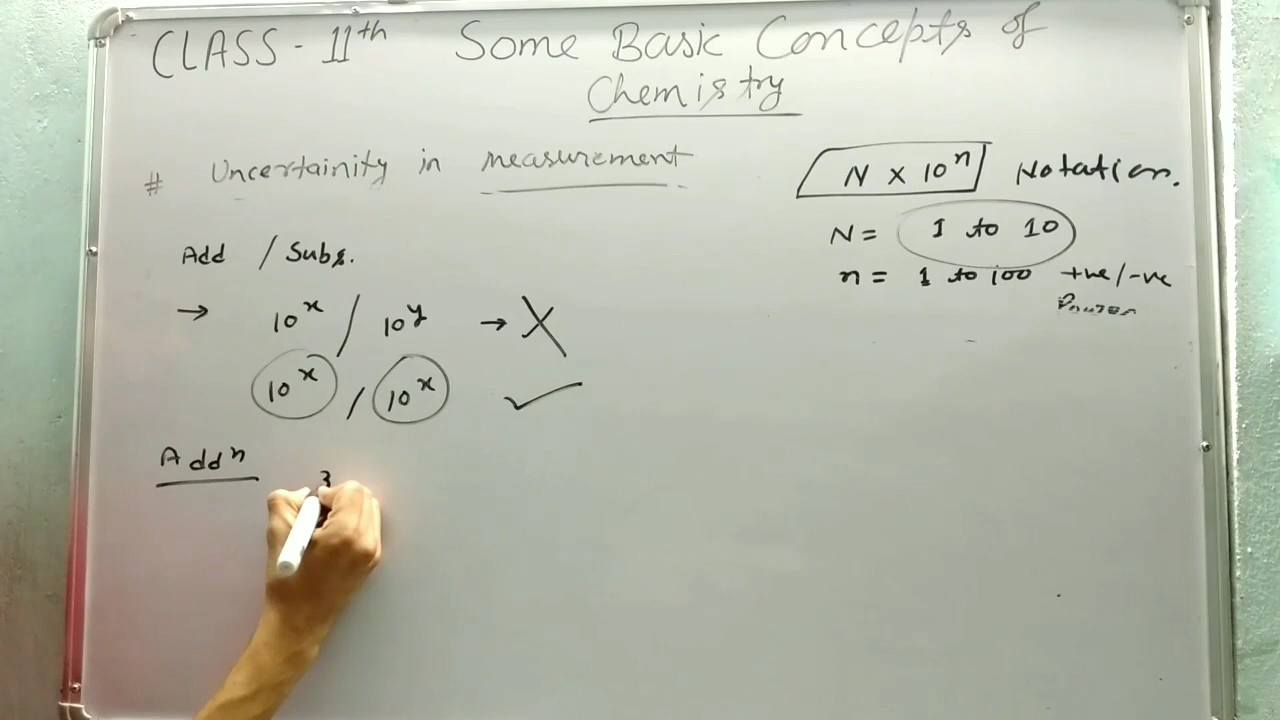 CLASS - 11th Some Basic Concepts of
Chemistry
# Uncertainity in measurement
N x 10^n Notation.
N = 1 to 10
n = 1 to 100 +ve/-ve
Add / Subs.
→ 10^x / 10^y → X
10^x / 10^x ✓
Addn
3